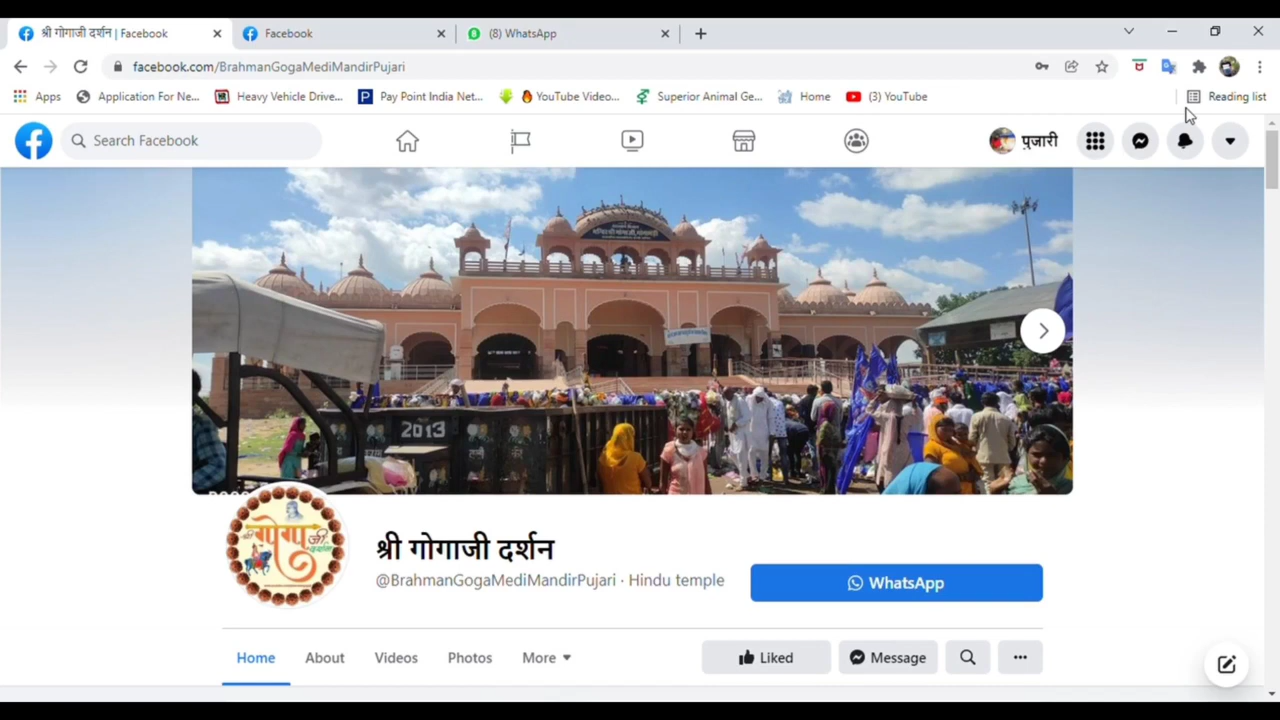 श्री गोगाजी दर्शन | Facebook
Facebook
(8) WhatsApp
facebook.com/BrahmanGogaMediMandirPujari
Apps
Application For Ne...
Heavy Vehicle Drive...
Pay Point India Net...
YouTube Video...
Superior Animal Ge...
Home
(3) YouTube
Reading list
Search Facebook
पुजारी
2013
श्री गोगाजी दर्शन
@BrahmanGogaMediMandirPujari · Hindu temple
WhatsApp
Home
About
Videos
Photos
More
Liked
Message